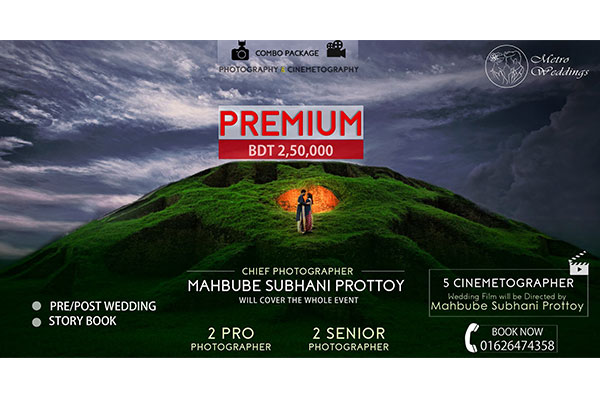 COMBO PACKAGE
PHOTOGRAPHY & CINEMETOGRAPHY
Metro
Weddings
PREMIUM
BDT 2,50,000
CHIEF PHOTOGRAPHER
MAHBUBE SUBHANI PROTTOY
WILL COVER THE WHOLE EVENT
PRE/POST WEDDING
STORY BOOK
2 PRO
PHOTOGRAPHER
2 SENIOR
PHOTOGRAPHER
5 CINEMETOGRAPHER
Wedding Film will be Directed by
Mahbube Subhani Prottoy
BOOK NOW
01626474358